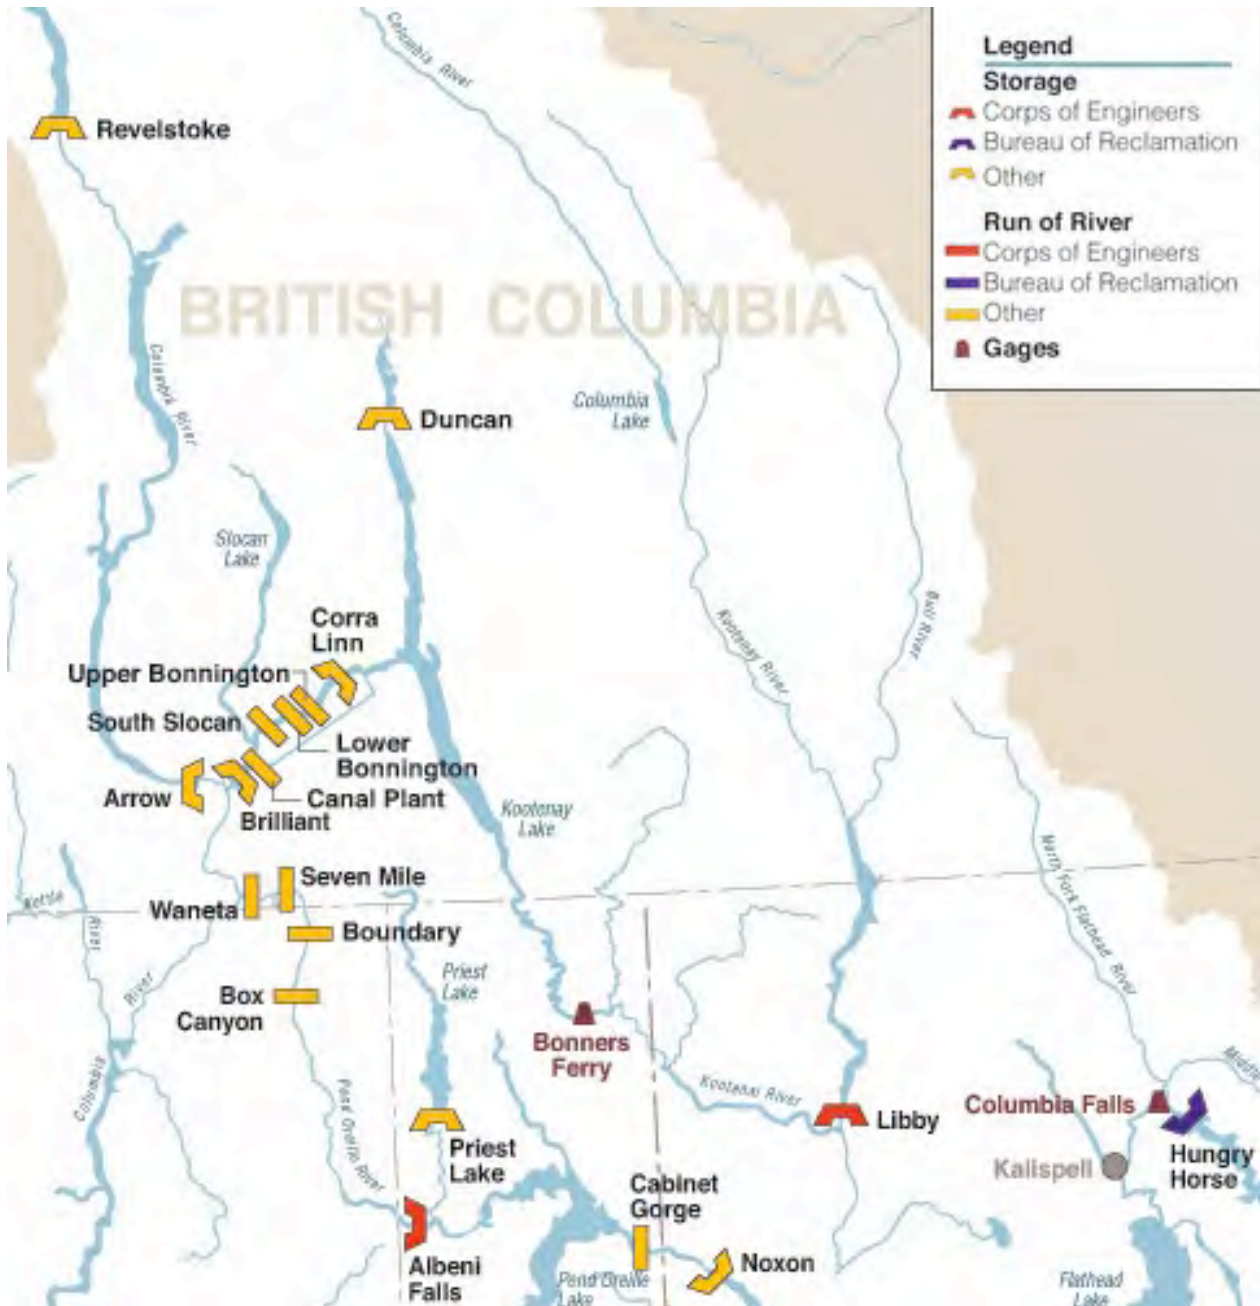 Legend
Storage
Corps of Engineers
Bureau of Reclamation
Other
Run of River
Corps of Engineers
Bureau of Reclamation
Other
Gages
Columbia River
Revelstoke
BRITISH COLUMBIA
Columbia River
Columbia
Lake
Duncan
Slocan
Lake
Corra
Linn
Upper Bonnington
South Slocan
Lower
Bonnington
Arrow
Canal Plant
Brilliant
Kootenay River
Bull River
Kootenay
Lake
North Fork Flathead River
Seven Mile
Waneta
Kettle
River
Boundary
Priest
Lake
Box
Canyon
River
Columbia
Bonners
Ferry
Kootenai River
Libby
Columbia Falls
Middle
Pend Oreille River
Priest
Lake
Kalispell
Hungry
Horse
Cabinet
Gorge
Albeni
Falls
Noxon
Pend Oreille
Lake
Flathead
Lake